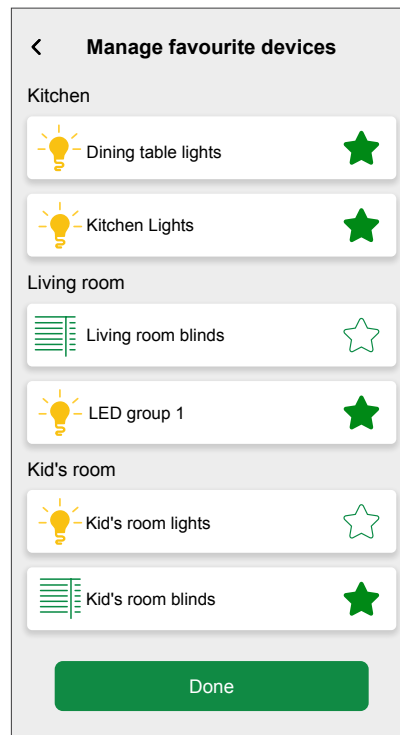 Manage favourite devices
Kitchen
Dining table lights
Kitchen Lights
Living room
Living room blinds
LED group 1
Kid's room
Kid's room lights
Kid's room blinds
Done